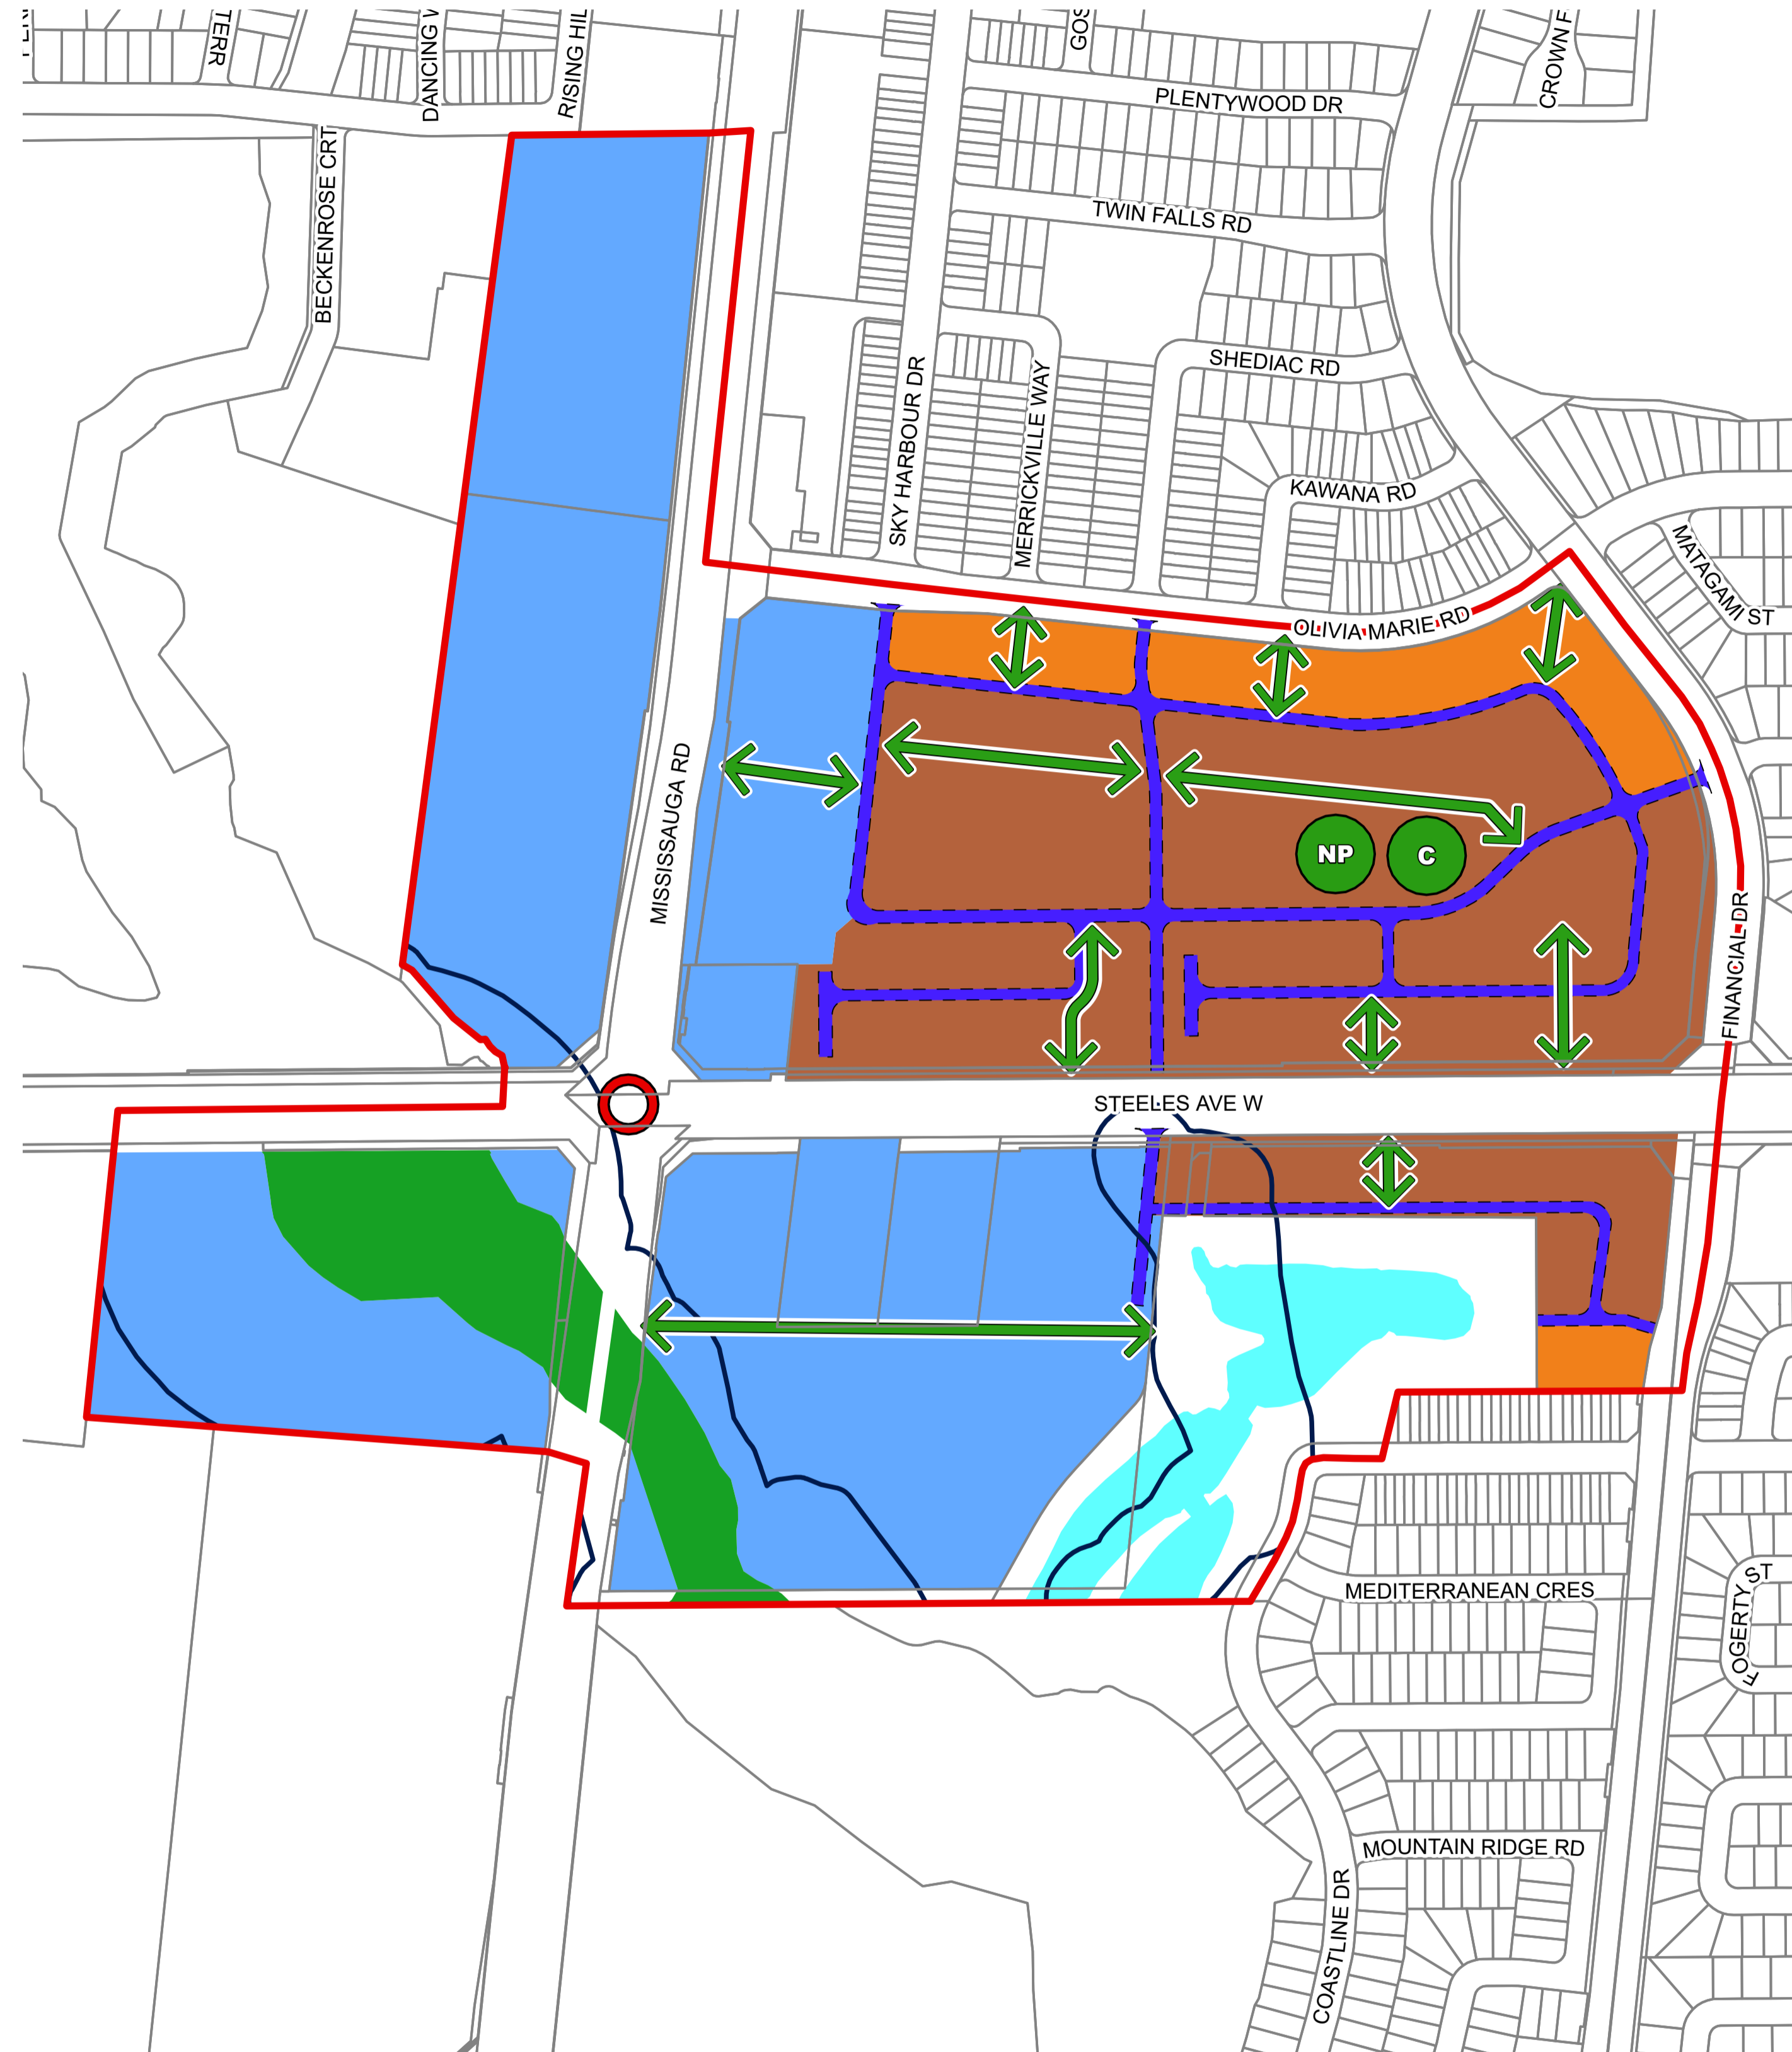 TERR
DANCING
RISING HIL
GOS
CROWN F
PLENTYWOOD DR
BECKENROSE CRT
TWIN FALLS RD
SHEDIAC RD
SKY HARBOUR DR
MERRICKVILLE WAY
KAWANA RD
MATAGAMI ST
OLIVIA MARIE RD
MISSISSAUGA RD
NP
C
FINANCIAL DR
STEELES AVE W
MEDITERRANEAN CRES
FOGERTY ST
MOUNTAIN RIDGE RD
COASTLINE DR